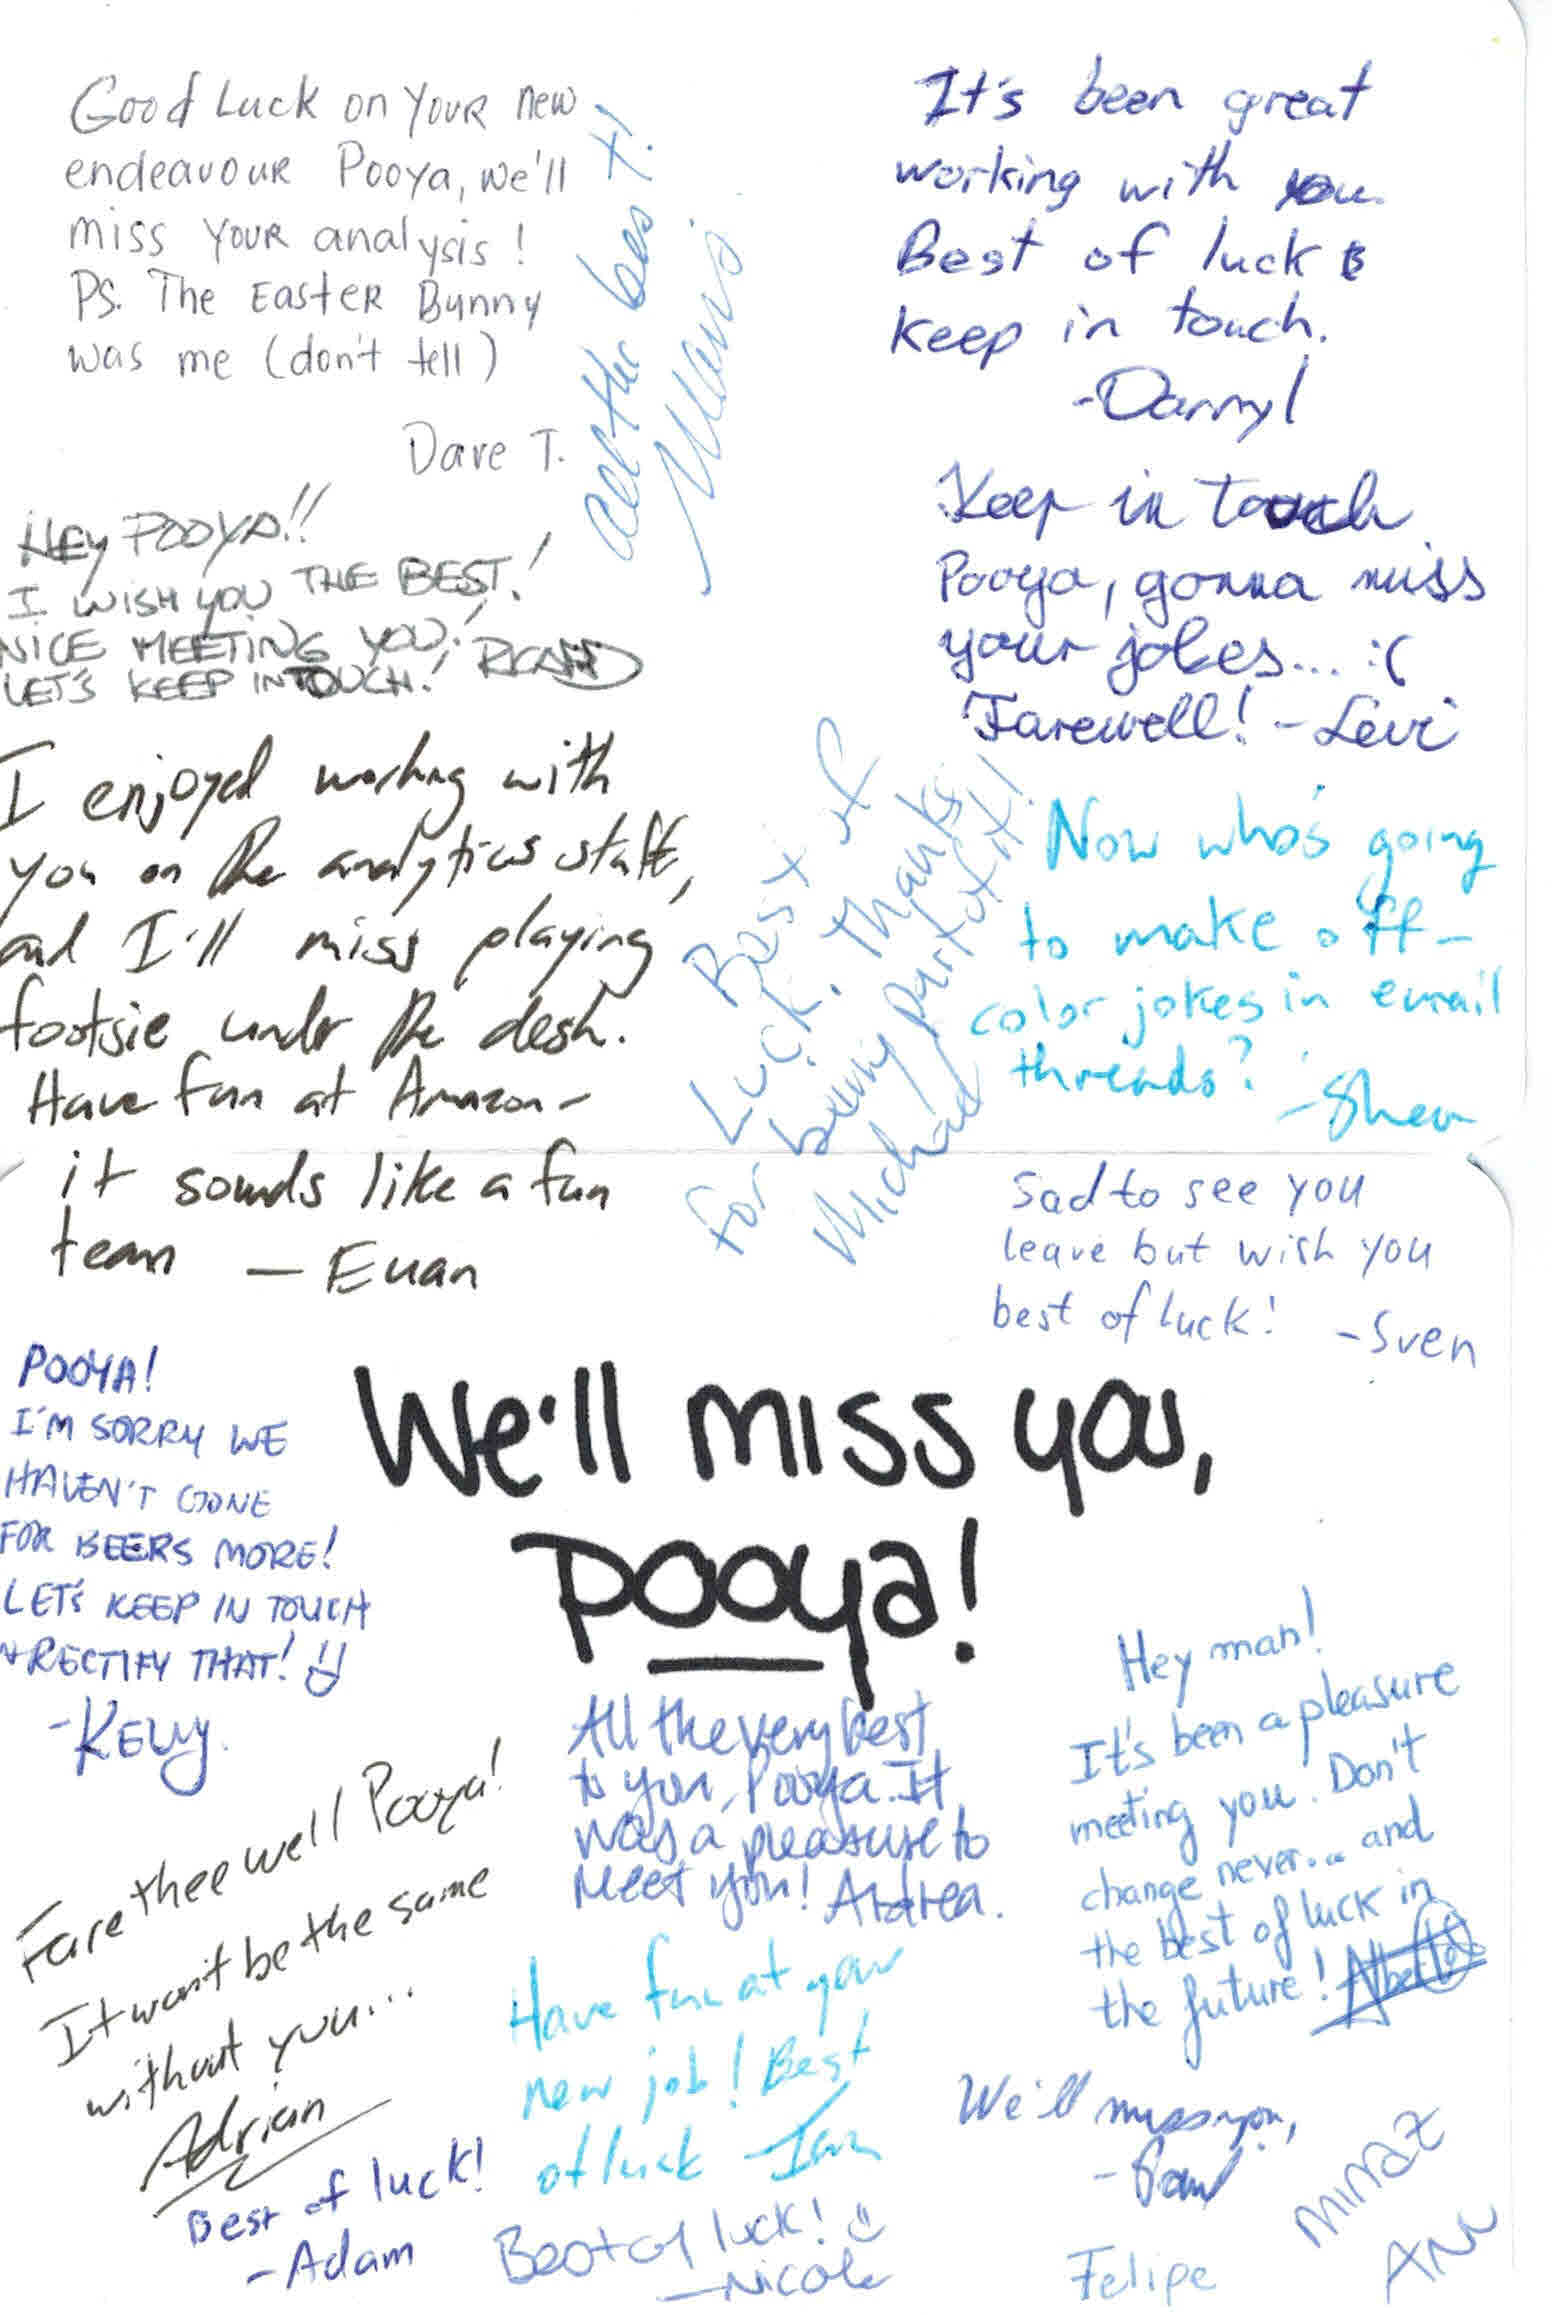 Good Luck on your new
endeavour Pooya, we'll
miss your analysis!
PS. The Easter Bunny
was me (don't tell)
Dave T.
All the best!
It's been great
working with you.
Best of luck &
keep in touch.
-Darryl
HEY POOYA!!
I WISH YOU THE BEST!
NICE MEETING YOU!
LET'S KEEP IN TOUCH!
Keep in touch
Pooya, gonna miss
your jokes... :(
Farewell! -Levi
I enjoyed working with
you on the analytics staff,
and I'll miss playing
footsie under the desk.
Have fun at Amazon-
it sounds like a fun
team - Euan
Best of
Luck. Thanks
for being part of it!
Michael
Now who's going
to make off-
color jokes in email
threads?
Sad to see you
leave but wish you
best of luck!
-Sven
We'll miss you,
Pooya!
POOYA!
I'M SORRY WE
HAVEN'T GONE
FOR BEERS MORE!
LET'S KEEP IN TOUCH
+ RECTIFY THAT!
-KELLY.
Hey man!
It's been a pleasure
meeting you. Don't
change never... and
the best of luck in
the future! Alberto
All the very best
to you, Pooya. It
was a pleasure to
meet you! Andrea.
Fare thee well Pooya!
It won't be the same
without you...
Adrian
Have fun at your
new job! Best
of luck -Ian
We'll miss you,
-Paul
Best of luck!
-Adam
Best of luck! :)
-Nicole
Felipe
Minaz
Ann